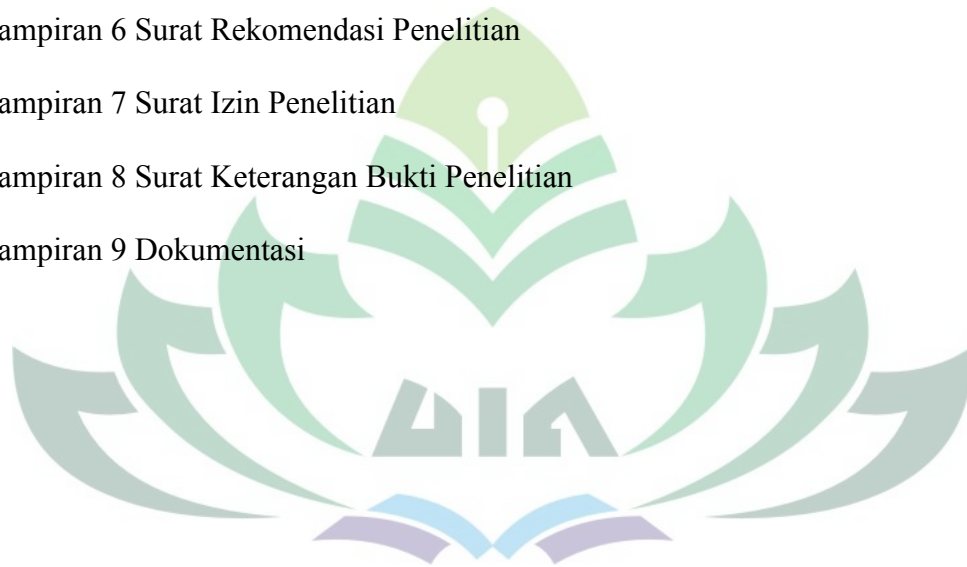 ampiran 6 Surat Rekomendasi Penelitian
ampiran 7 Surat Izin Penelitian
ampiran 8 Surat Keterangan Bukti Penelitian
ampiran 9 Dokumentasi
UIN